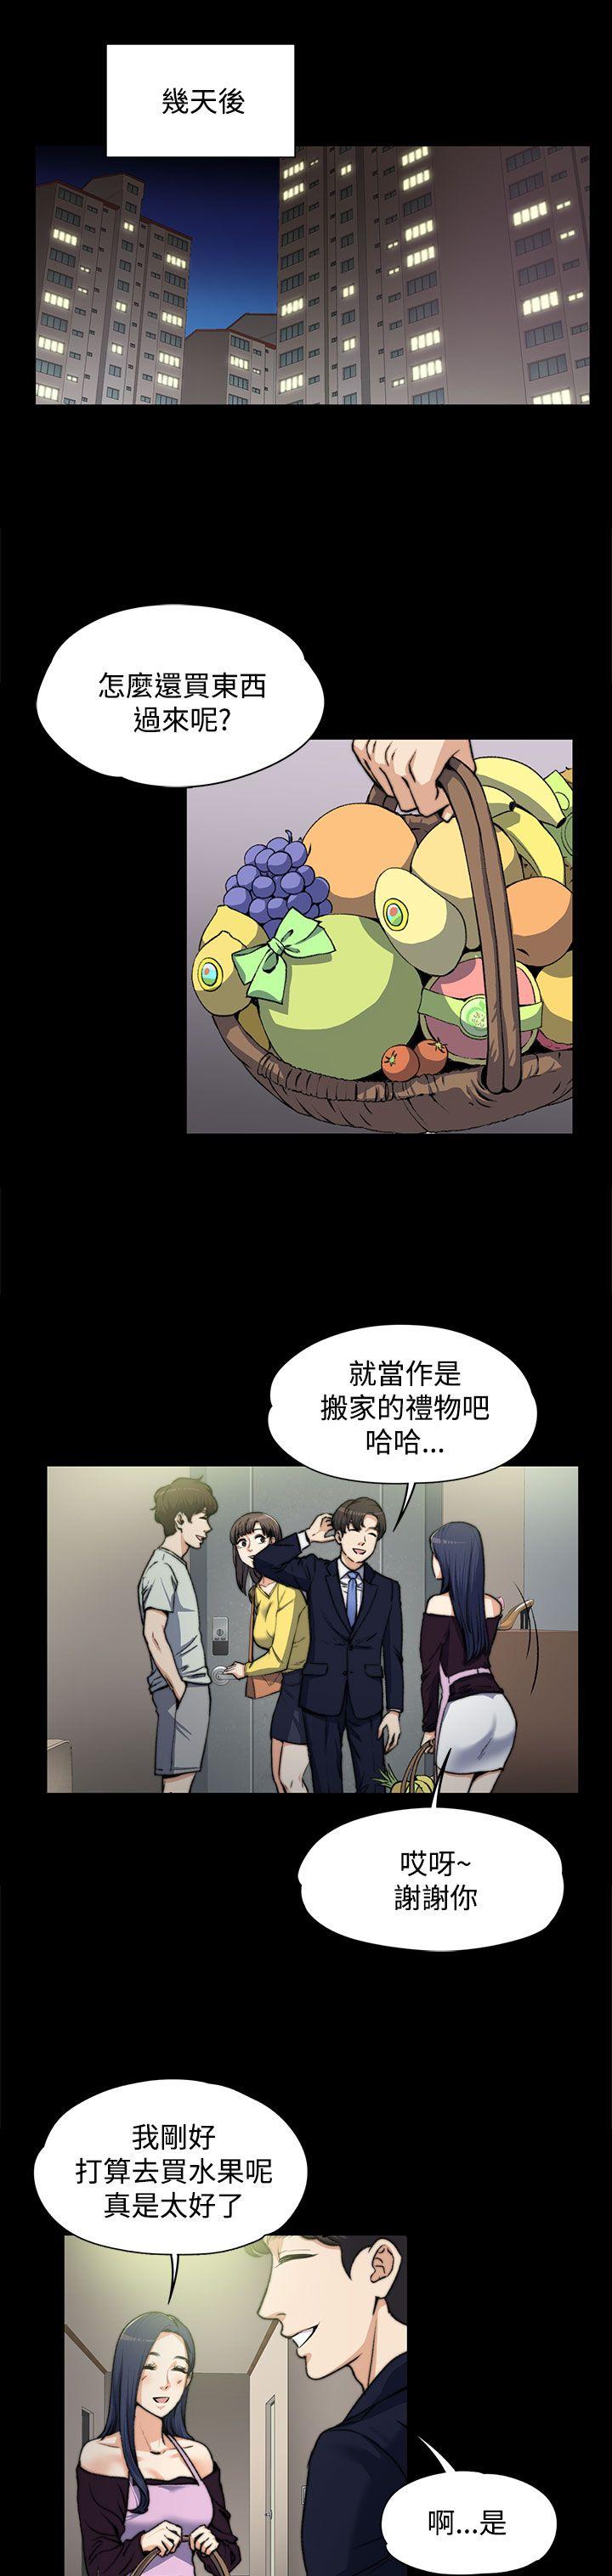 幾天後
怎麼還買東西
過來呢?
就當作是
搬家的禮物吧
哈哈...
哎呀~
謝謝你
我剛好
打算去買水果呢
真是太好了
啊...是